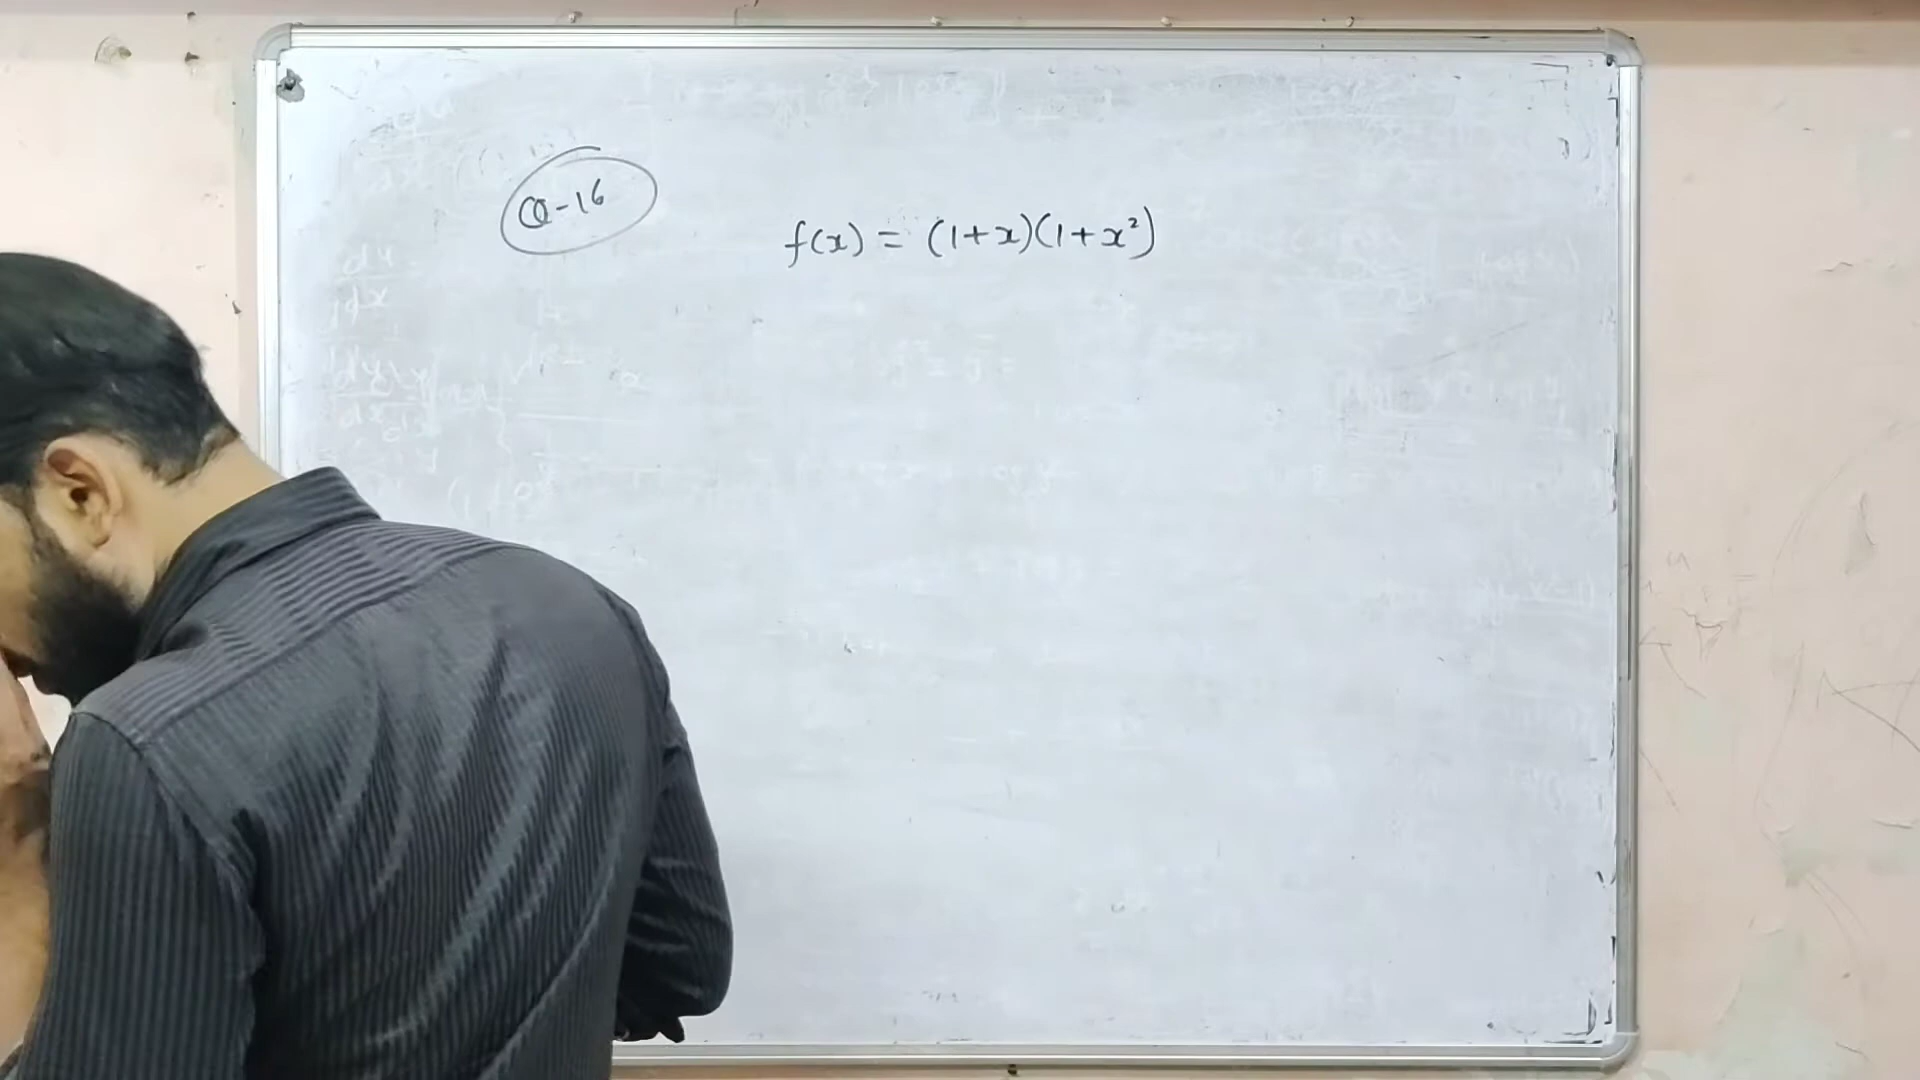 Q-16
f(x) = (1+x)(1+x²)